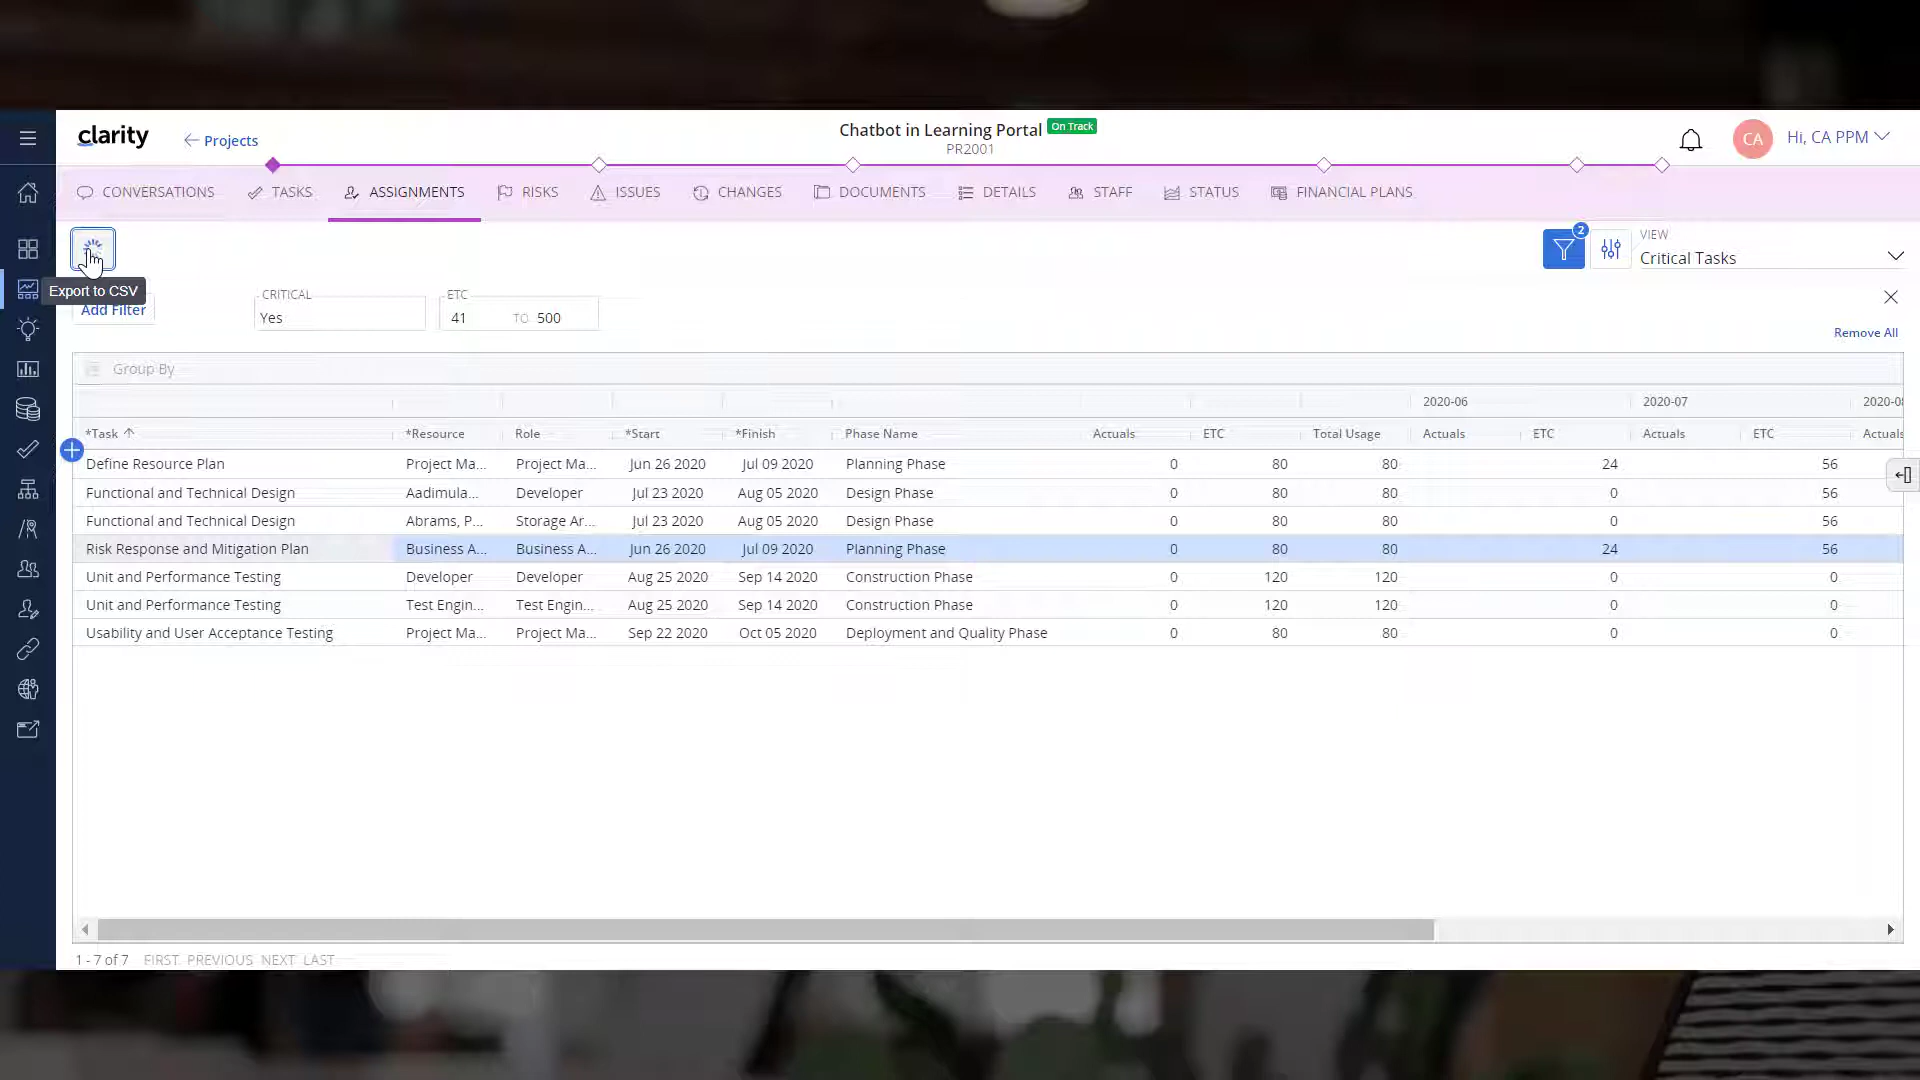 clarity
Projects
Chatbot in Learning Portal On Track
PR2001
CA Hi, CA PPM
CONVERSATIONS TASKS ASSIGNMENTS RISKS ISSUES CHANGES DOCUMENTS DETAILS STAFF STATUS FINANCIAL PLANS
2
VIEW
Critical Tasks
Export to CSV
Add Filter
CRITICAL
Yes
ETC
41 TO 500
Remove All
Group By
2020-06 2020-07
*Task *Resource Role *Start *Finish Phase Name Actuals ETC Total Usage Actuals ETC Actuals ETC Actuals
Define Resource Plan Project Ma... Project Ma... Jun 26 2020 Jul 09 2020 Planning Phase 0 80 80 24 56
Functional and Technical Design Aadimula... Developer Jul 23 2020 Aug 05 2020 Design Phase 0 80 80 0 56
Functional and Technical Design Abrams, P... Storage Ar... Jul 23 2020 Aug 05 2020 Design Phase 0 80 80 0 56
Risk Response and Mitigation Plan Business A... Business A... Jun 26 2020 Jul 09 2020 Planning Phase 0 80 80 24 56
Unit and Performance Testing Developer Developer Aug 25 2020 Sep 14 2020 Construction Phase 0 120 120 0 0
Unit and Performance Testing Test Engin... Test Engin... Aug 25 2020 Sep 14 2020 Construction Phase 0 120 120 0 0
Usability and User Acceptance Testing Project Ma... Project Ma... Sep 22 2020 Oct 05 2020 Deployment and Quality Phase 0 80 80 0 0
1 - 7 of 7 FIRST PREVIOUS NEXT LAST